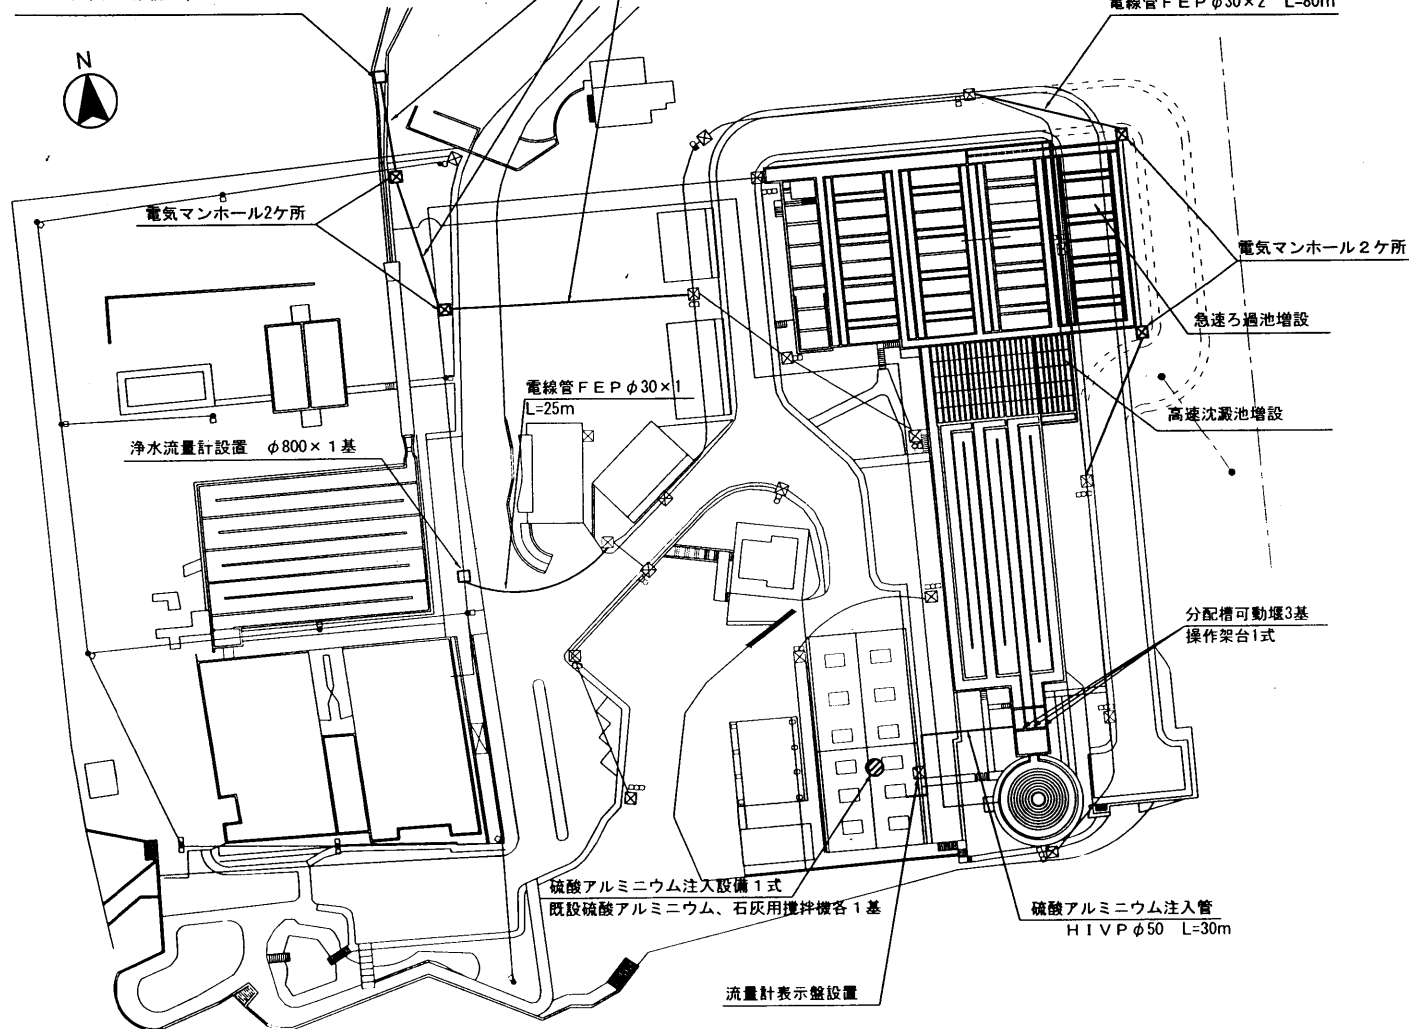 電線管ＦＥＰφ30×2　L=80m
N
電気マンホール2ケ所
電気マンホール２ケ所
急速ろ過池増設
電線管ＦＥＰφ30×1
L=25m
高速沈澱池増設
浄水流量計設置　φ800×１基
分配槽可動堰3基
操作架台1式
硫酸アルミニウム注入設備１式
既設硫酸アルミニウム、石灰用攪拌機各１基
硫酸アルミニウム注入管
ＨＩＶＰφ50　L=30m
流量計表示盤設置